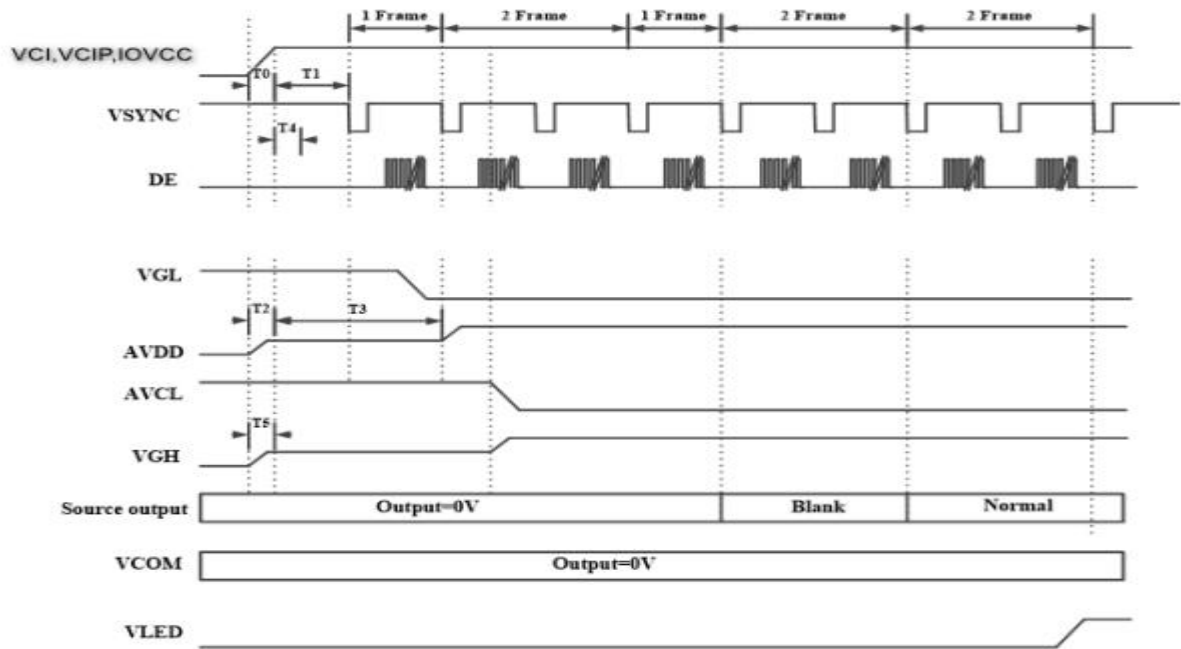 1 Frame 2 Frame 1 Frame 2 Frame 2 Frame
VCI,VCIP,IOVCC
T0 T1
VSYNC
T4
DE
VGL
T2 T3
AVDD
AVCL
T5
VGH
Source output Output=0V Blank Normal
VCOM Output=0V
VLED